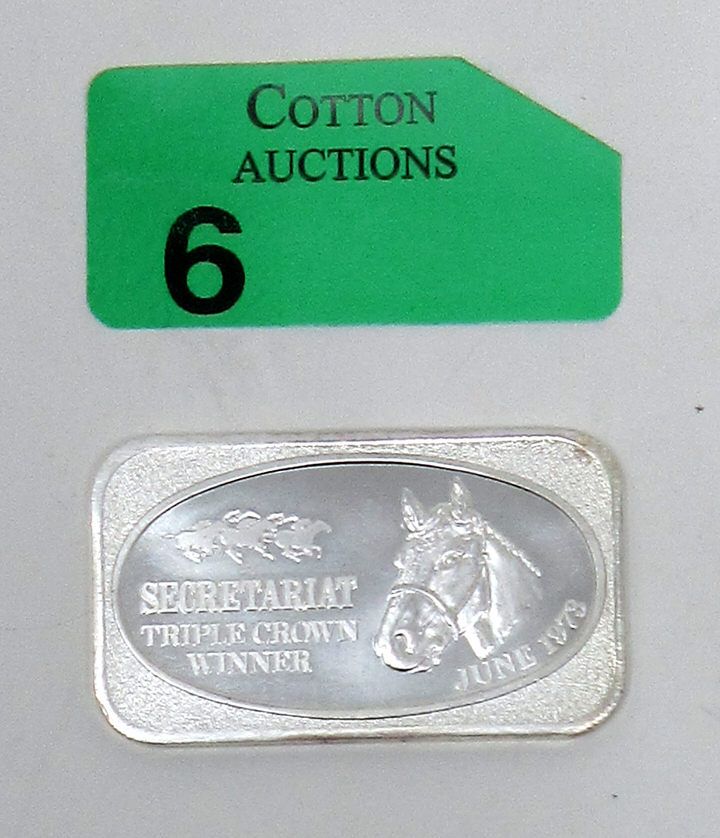 COTTON
AUCTIONS
6
SECRETARIAT
TRIPLE CROWN
WINNER
JUNE 1973